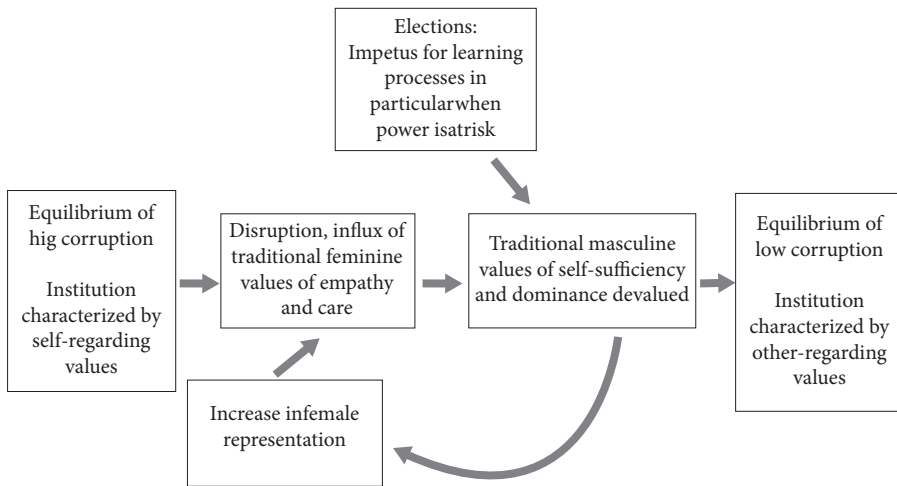 Elections:
Impetus for learning
processes in
particularwhen
power isatrisk
Equilibrium of
hig corruption
Institution
characterized by
self-regarding
values
Disruption, influx of
traditional feminine
values of empathy
and care
Traditional masculine
values of self-sufficiency
and dominance devalued
Equilibrium of
low corruption
Institution
characterized by
other-regarding
values
Increase infemale
representation